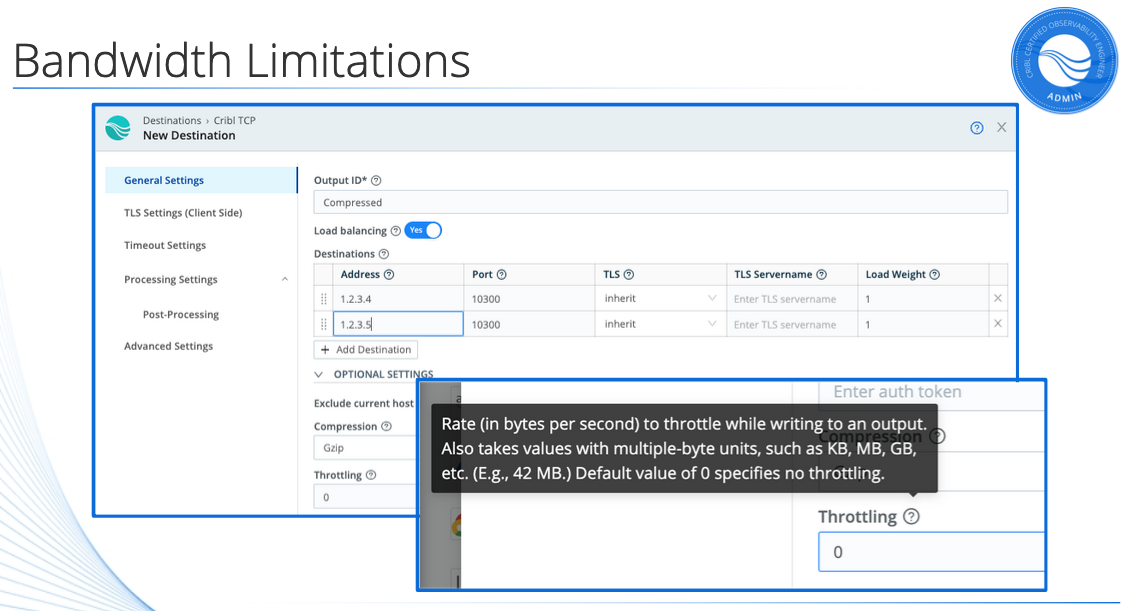 Bandwidth Limitations
CRIBL CERTIFIED OBSERVABILITY ENGINEER
ADMIN
Destinations › Cribl TCP
New Destination
General Settings
TLS Settings (Client Side)
Timeout Settings
Processing Settings
Post-Processing
Advanced Settings
Output ID*
Compressed
Load balancing Yes
Destinations
Address Port TLS TLS Servername Load Weight
1.2.3.4 10300 inherit Enter TLS servername 1
1.2.3.5 10300 inherit Enter TLS servername 1
+ Add Destination
OPTIONAL SETTINGS
Exclude current host
Compression
Gzip
Throttling
0
Enter auth token
Compression
Rate (in bytes per second) to throttle while writing to an output.
Also takes values with multiple-byte units, such as KB, MB, GB,
etc. (E.g., 42 MB.) Default value of 0 specifies no throttling.
Throttling
0